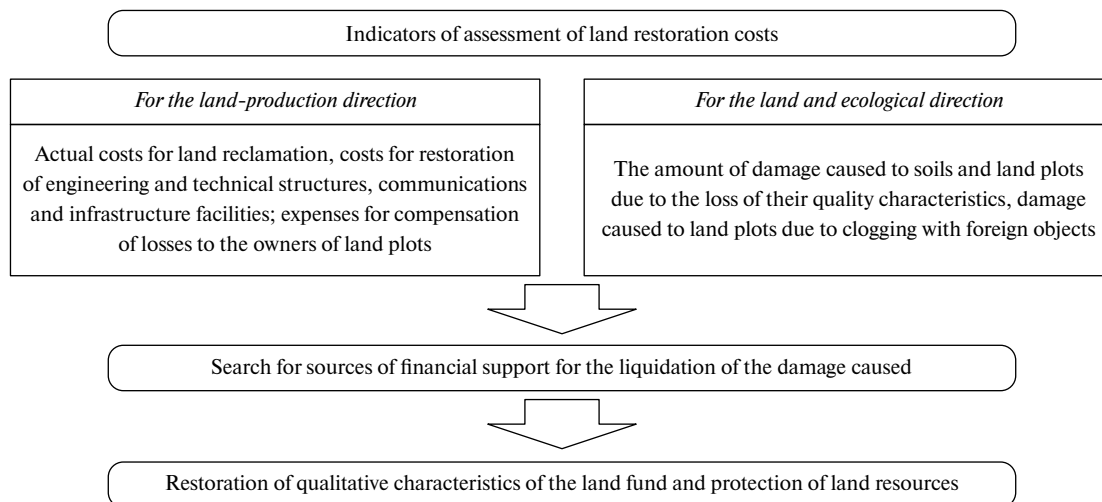 Indicators of assessment of land restoration costs
For the land-production direction
Actual costs for land reclamation, costs for restoration
of engineering and technical structures, communications
and infrastructure facilities; expenses for compensation
of losses to the owners of land plots
For the land and ecological direction
The amount of damage caused to soils and land plots
due to the loss of their quality characteristics, damage
caused to land plots due to clogging with foreign objects
Search for sources of financial support for the liquidation of the damage caused
Restoration of qualitative characteristics of the land fund and protection of land resources